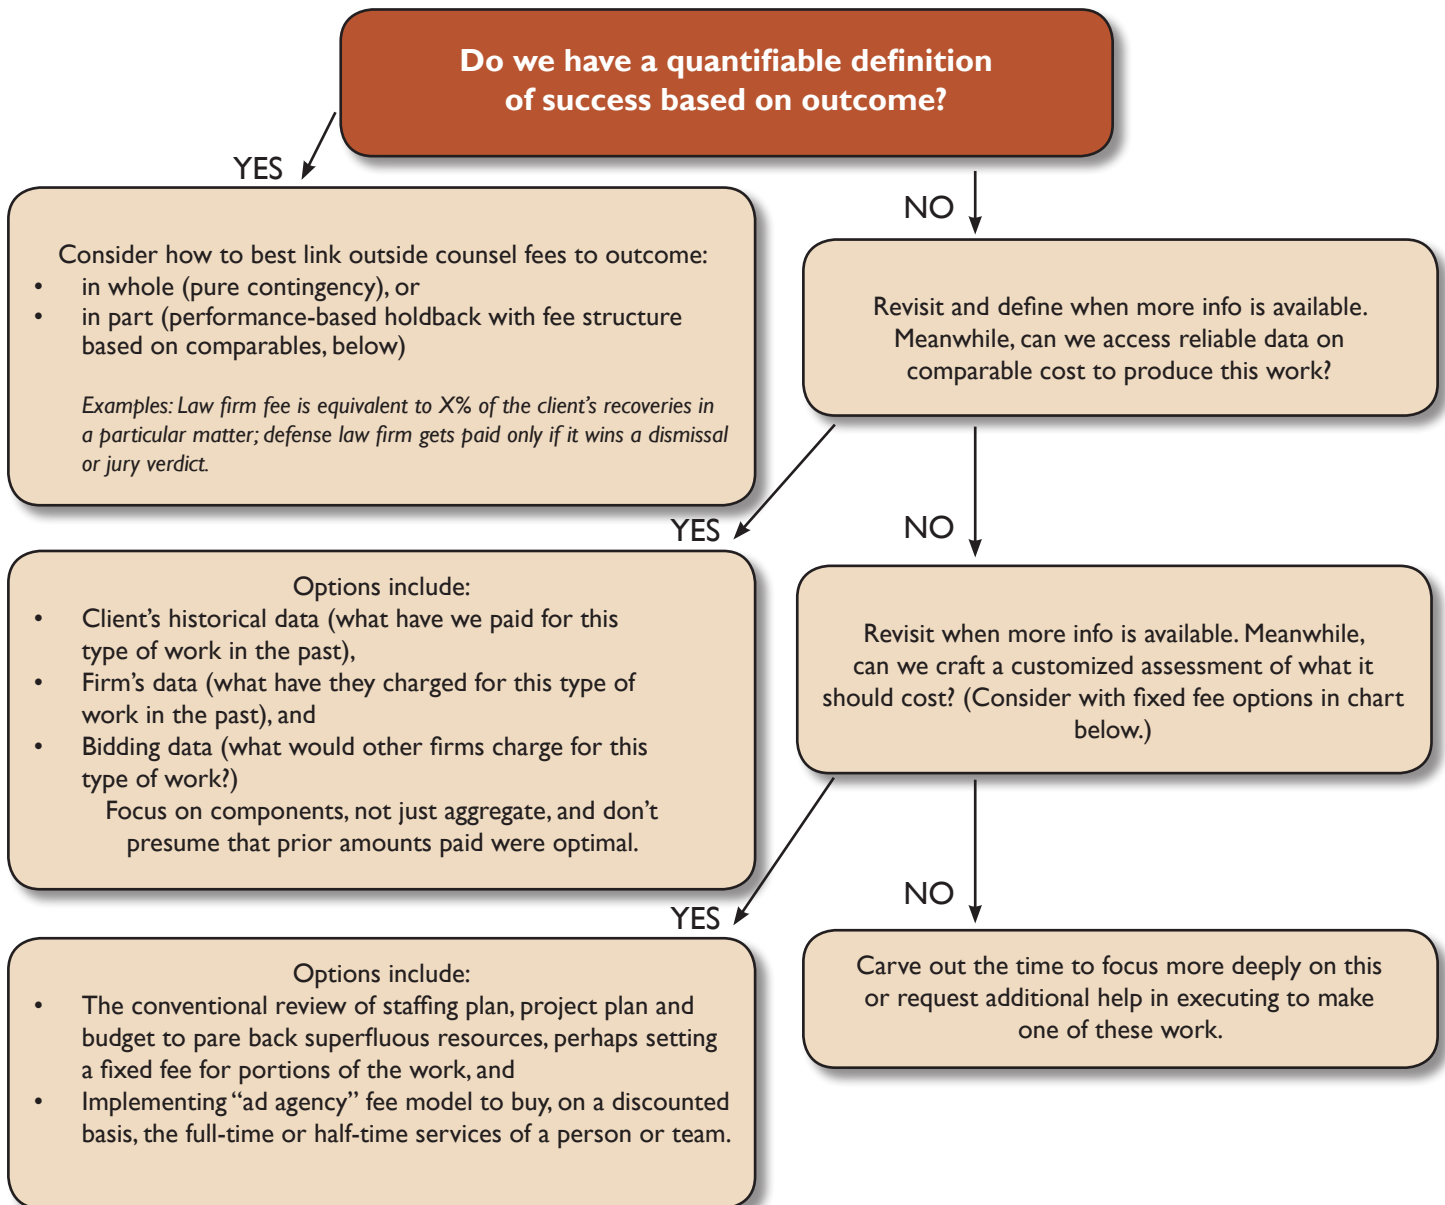 Do we have a quantifiable definition
of success based on outcome?
YES
NO
Consider how to best link outside counsel fees to outcome:
• in whole (pure contingency), or
• in part (performance-based holdback with fee structure
based on comparables, below)
Examples: Law firm fee is equivalent to X% of the client’s recoveries in
a particular matter; defense law firm gets paid only if it wins a dismissal
or jury verdict.
Revisit and define when more info is available.
Meanwhile, can we access reliable data on
comparable cost to produce this work?
YES
NO
Options include:
• Client’s historical data (what have we paid for this
type of work in the past),
• Firm’s data (what have they charged for this type of
work in the past), and
• Bidding data (what would other firms charge for this
type of work?)
Focus on components, not just aggregate, and don’t
presume that prior amounts paid were optimal.
Revisit when more info is available. Meanwhile,
can we craft a customized assessment of what it
should cost? (Consider with fixed fee options in chart
below.)
YES
NO
Options include:
• The conventional review of staffing plan, project plan and
budget to pare back superfluous resources, perhaps setting
a fixed fee for portions of the work, and
• Implementing “ad agency” fee model to buy, on a discounted
basis, the full-time or half-time services of a person or team.
Carve out the time to focus more deeply on this
or request additional help in executing to make
one of these work.